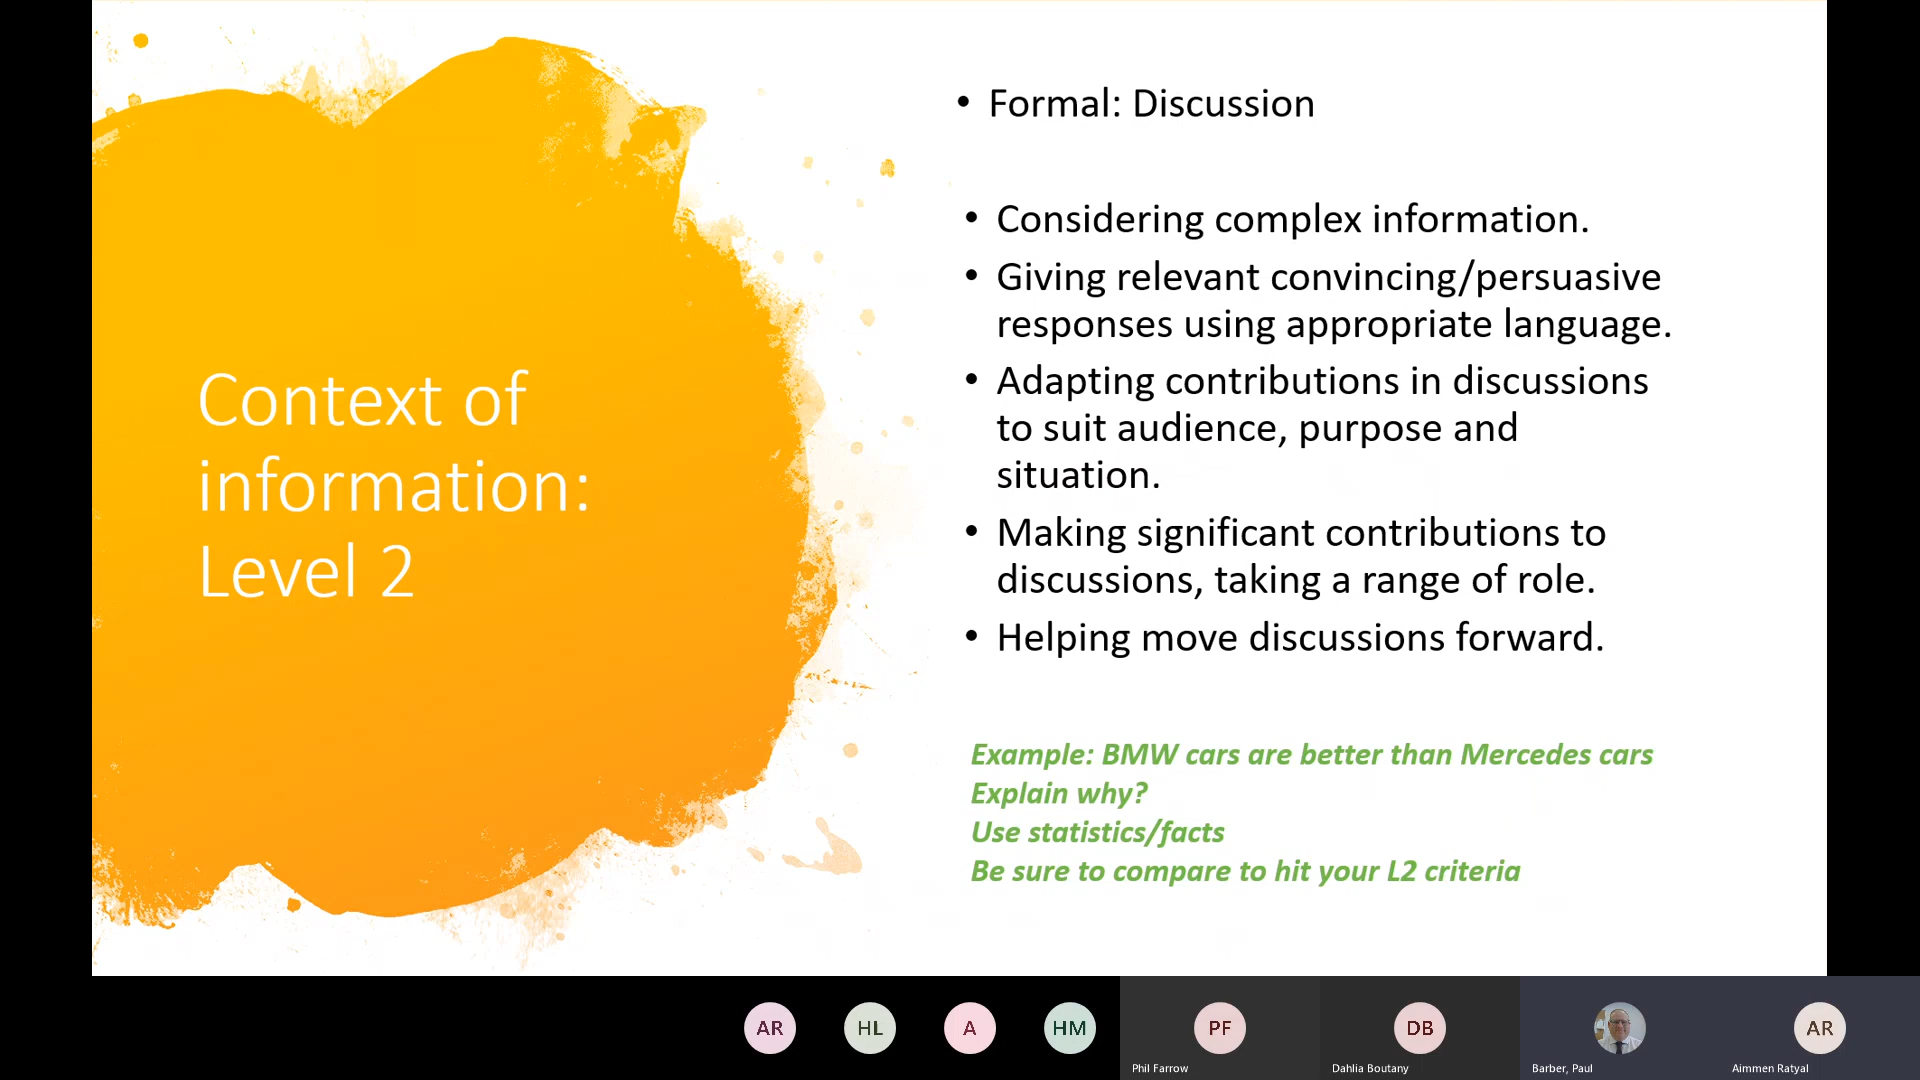 Context of
information:
Level 2
• Formal: Discussion
• Considering complex information.
• Giving relevant convincing/persuasive
responses using appropriate language.
• Adapting contributions in discussions
to suit audience, purpose and
situation.
• Making significant contributions to
discussions, taking a range of role.
• Helping move discussions forward.
Example: BMW cars are better than Mercedes cars
Explain why?
Use statistics/facts
Be sure to compare to hit your L2 criteria
AR HL A HM PF DB AR
Phil Farrow Dahlia Boutany Barber, Paul Aimmen Ratyal